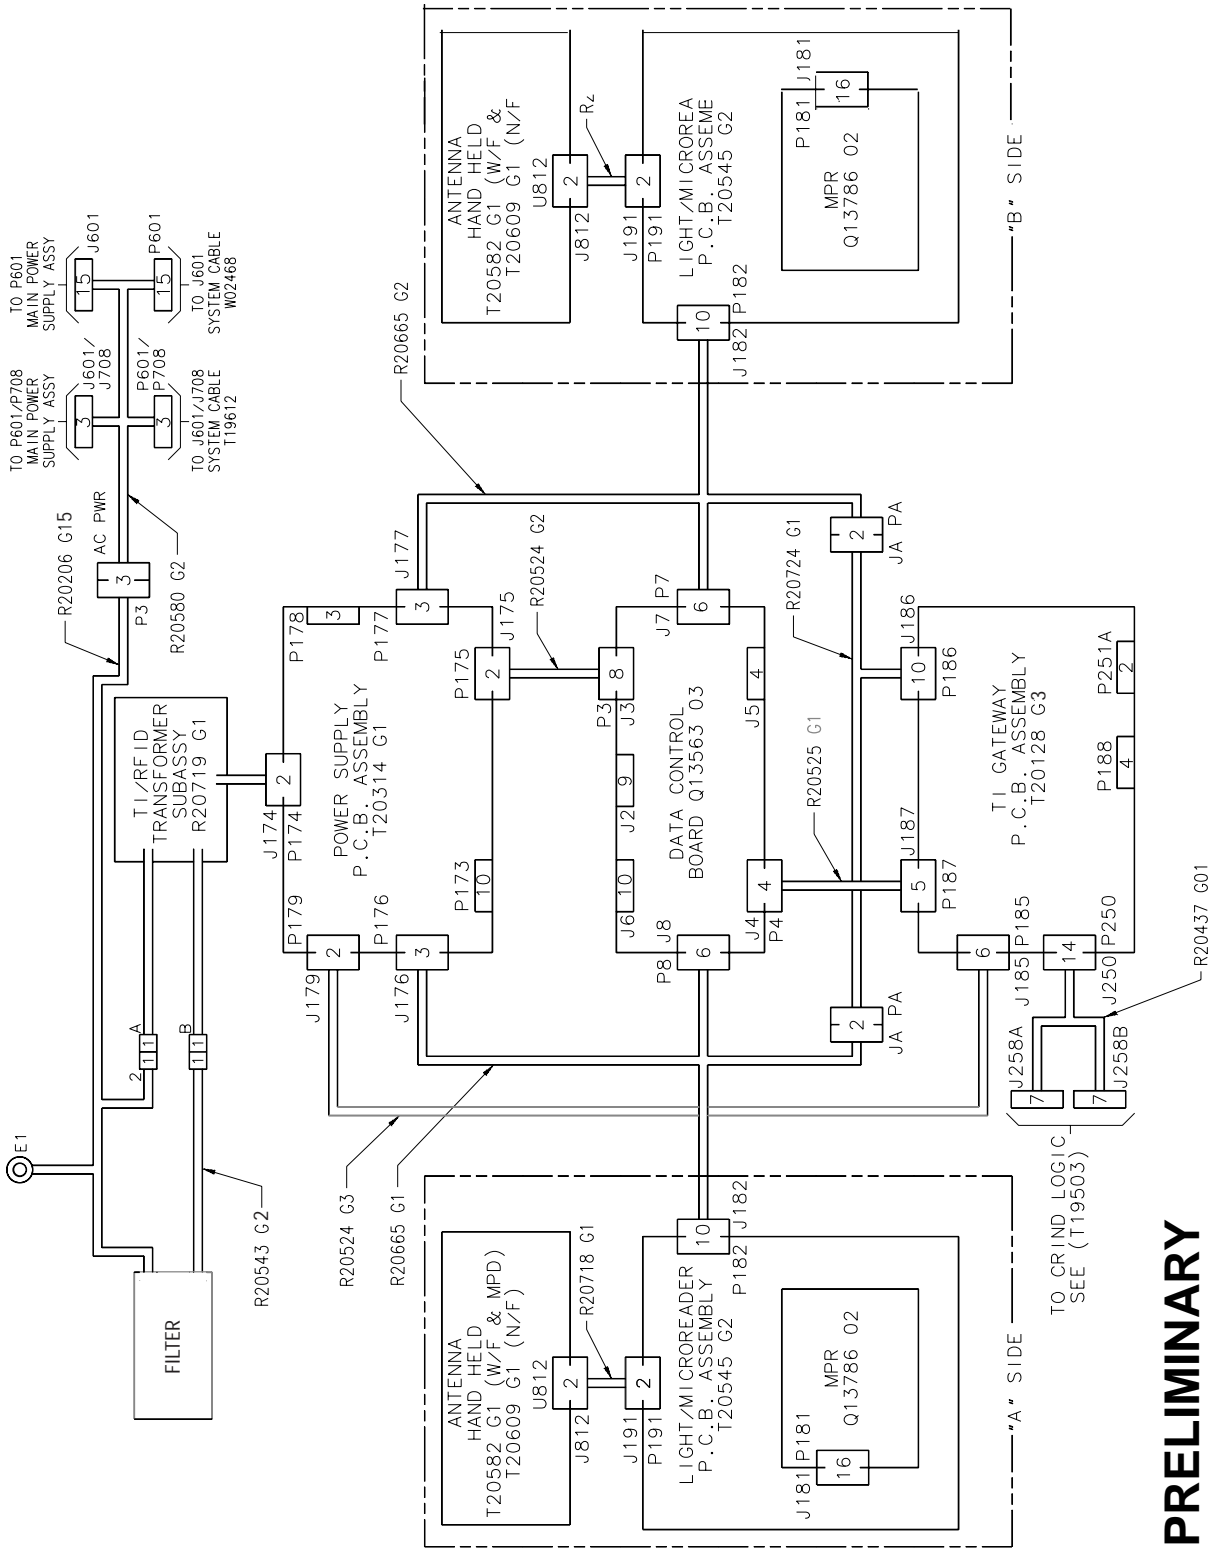 TO P601
MAIN POWER
SUPPLY ASSY
15
J601
15
P601
TO J601
SYSTEM CABLE
W02468
TO P601/P708
MAIN POWER
SUPPLY ASSY
3
J601/
J708
3
P601/
P708
TO J601/J708
SYSTEM CABLE
T19612
R20206 G15
AC PWR
3
P3
R20580 G2
E1
FILTER
2
1 1
A
1 1
B
R20543 G2
TI/RFID
TRANSFORMER
SUBASSY
R20719 G1
J174
2
P174
POWER SUPPLY
P.C.B. ASSEMBLY
T20314 G1
P179
2
J179
P176
3
J176
P173
10
P178
3
P177
3
J177
P175
2
J175
R20665 G2
R20524 G2
R20524 G3
R20665 G1
DATA CONTROL
BOARD Q13563 03
P3
8
J3
J2
9
J6
10
P8
J8
6
J7
P7
6
J5
4
J4
4
P4
R20525 G1
R20724 G1
2
JA PA
2
JA PA
TI GATEWAY
P.C.B. ASSEMBLY
T20128 G3
J187
5
P187
J186
10
P186
P251A
2
P188
4
6
J185 P185
14
J250 P250
R20437 G01
J258A
7
J258B
7
TO CRIND LOGIC
SEE (T19503)
ANTENNA
HAND HELD
T20582 G1 (W/F & MPD)
T20609 G1 (N/F)
U812
2
J812
R20718 G1
J191
2
P191
LIGHT/MICROREADER
P.C.B. ASSEMBLY
T20545 G2
10
P182 J182
MPR
Q13786 02
J181 P181
16
"A" SIDE
ANTENNA
HAND HELD
T20582 G1 (W/F &
T20609 G1 (N/F
U812
2
J812
J191
2
P191
LIGHT/MICROREA
P.C.B. ASSEME
T20545 G2
10
J182 P182
MPR
Q13786 02
P181 J181
16
"B" SIDE
PRELIMINARY